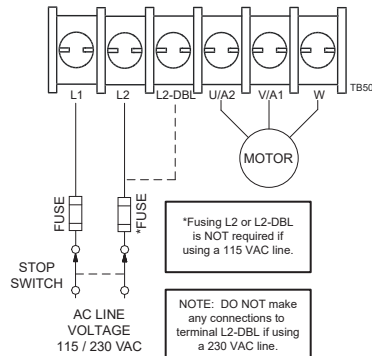 L1 L2 L2-DBL U/A2 V/A1 W
TB50
MOTOR
FUSE
*FUSE
*Fusing L2 or L2-DBL
is NOT required if
using a 115 VAC line.
STOP
SWITCH
AC LINE
VOLTAGE
115 / 230 VAC
NOTE: DO NOT make
any connections to
terminal L2-DBL if using
a 230 VAC line.